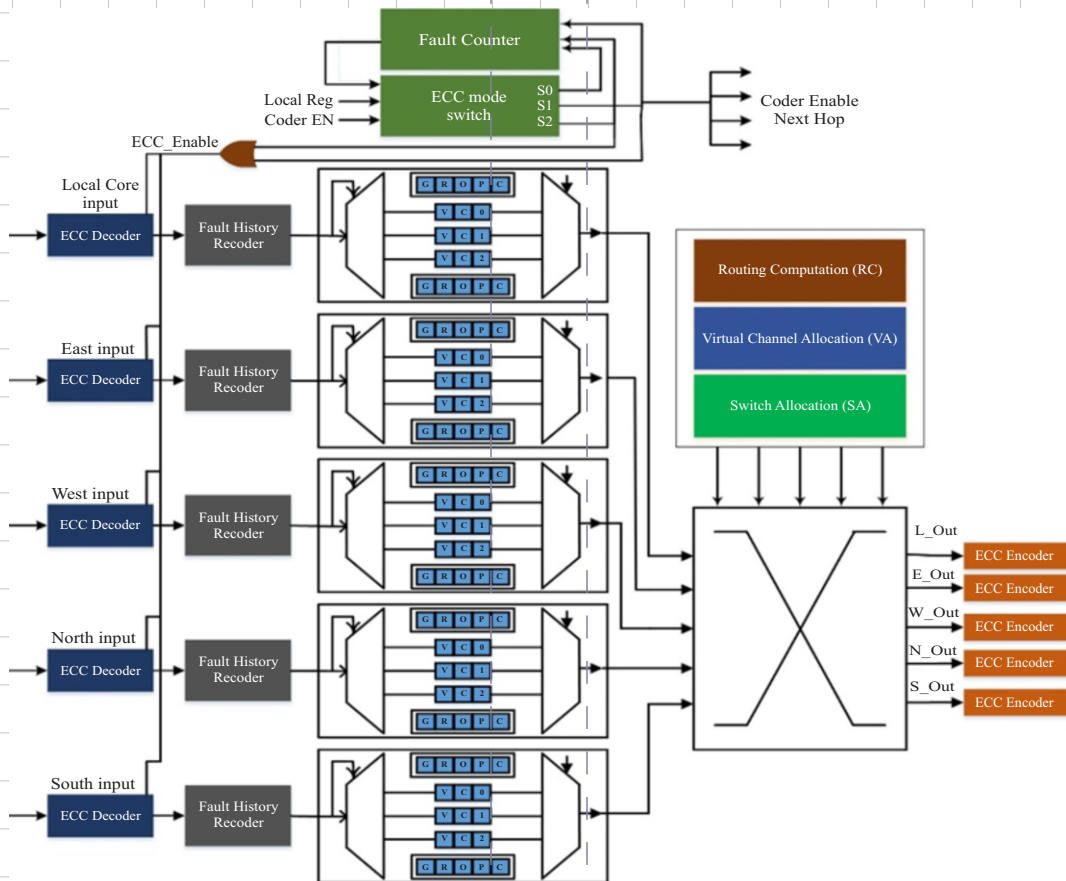 Fault Counter
ECC mode
switch
S0
S1
S2
Local Reg
Coder EN
Coder Enable
Next Hop
ECC_Enable
Local Core
input
ECC Decoder
Fault History
Recoder
G R O P C
V C 0
V C 1
V C 2
G R O P C
East input
ECC Decoder
Fault History
Recoder
G R O P C
V C 0
V C 1
V C 2
G R O P C
West input
ECC Decoder
Fault History
Recoder
G R O P C
V C 0
V C 1
V C 2
G R O P C
North input
ECC Decoder
Fault History
Recoder
G R O P C
V C 0
V C 1
V C 2
G R O P C
South input
ECC Decoder
Fault History
Recoder
G R O P C
V C 0
V C 1
V C 2
G R O P C
Routing Computation (RC)
Virtual Channel Allocation (VA)
Switch Allocation (SA)
L_Out
ECC Encoder
E_Out
ECC Encoder
W_Out
ECC Encoder
N_Out
ECC Encoder
S_Out
ECC Encoder